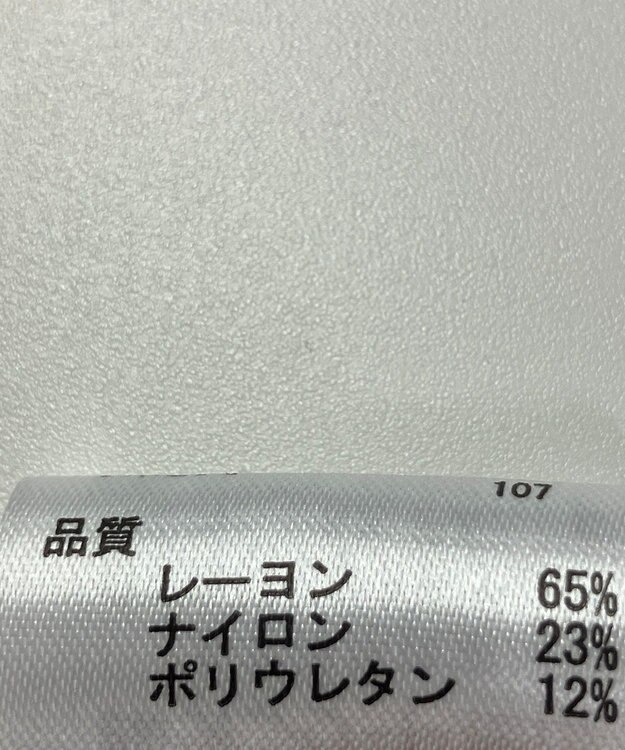 107
品質
レーヨン 65%
ナイロン 23%
ポリウレタン 12%